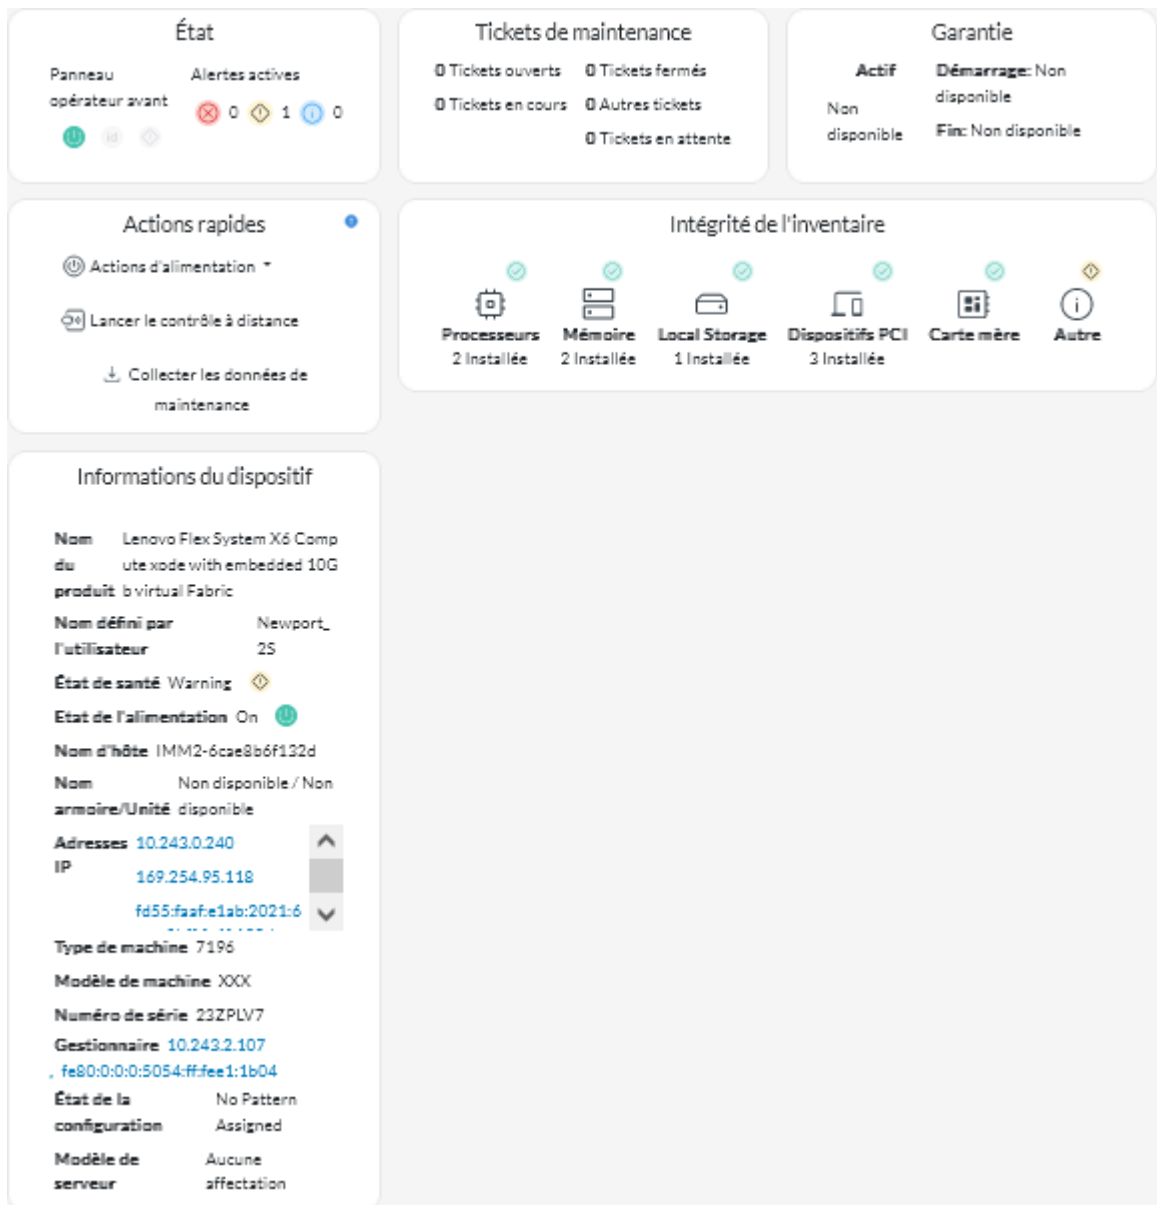 État
Panneau
opérateur avant
Alertes actives
0 1 0
Tickets de maintenance
0 Tickets ouverts 0 Tickets fermés
0 Tickets en cours 0 Autres tickets
0 Tickets en attente
Garantie
Actif
Non
disponible
Démarrage: Non
disponible
Fin: Non disponible
Actions rapides
Actions d'alimentation
Lancer le contrôle à distance
Collecter les données de
maintenance
Intégrité de l'inventaire
Processeurs Mémoire Local Storage Dispositifs PCI Carte mère Autre
2 Installée 2 Installée 1 Installée 3 Installée
Informations du dispositif
Nom Lenovo Flex System X6 Comp
du ute xode with embedded 10G
produit b virtual Fabric
Nom défini par Newport_
l'utilisateur 2S
État de santé Warning
Etat de l'alimentation On
Nom d'hôte IMM2-6cae8b6f132d
Nom Non disponible / Non
armoire/Unité disponible
Adresses 10.243.0.240
IP
169.254.95.118
fd55:faaf:e1ab:2021:6
Type de machine 7196
Modèle de machine XXX
Numéro de série 23ZPLV7
Gestionnaire 10.243.2.107
, fe80:0:0:0:5054:ff:fee1:1b04
État de la No Pattern
configuration Assigned
Modèle de Aucune
serveur affectation